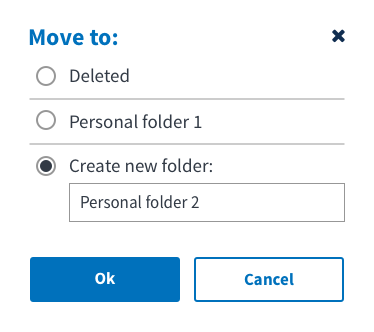 Move to:
Deleted
Personal folder 1
Create new folder:
Personal folder 2
Ok
Cancel